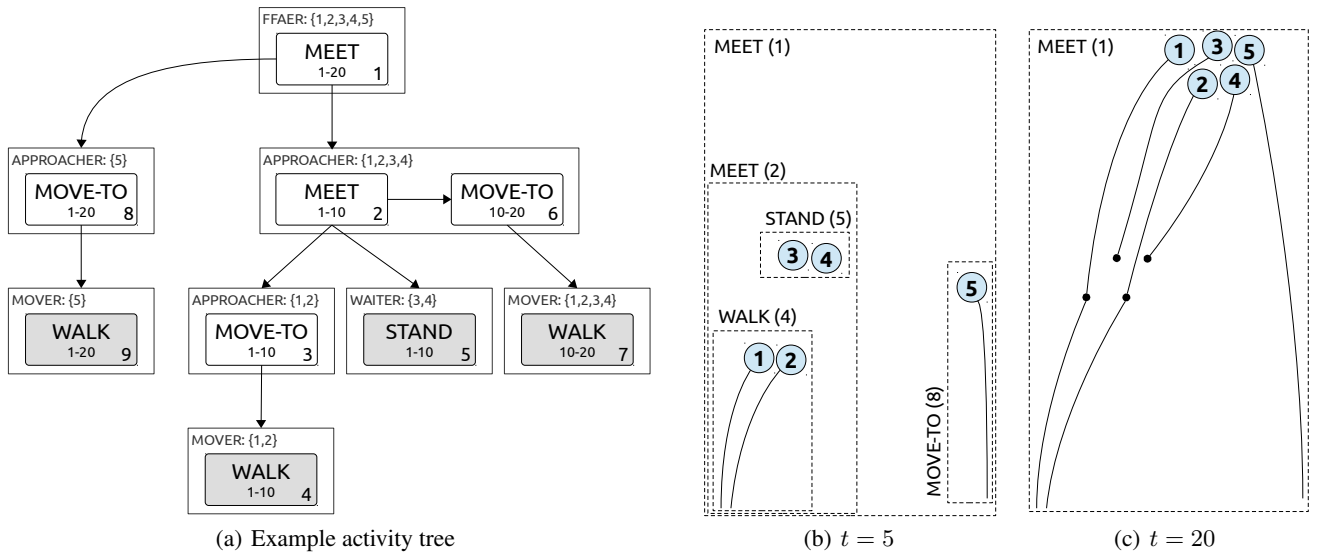 FFAER: {1,2,3,4,5}
MEET
1-20 1
APPROACHER: {5}
MOVE-TO
1-20 8
APPROACHER: {1,2,3,4}
MEET
1-10 2
MOVE-TO
10-20 6
MOVER: {5}
WALK
1-20 9
APPROACHER: {1,2}
MOVE-TO
1-10 3
WAITER: {3,4}
STAND
1-10 5
MOVER: {1,2,3,4}
WALK
10-20 7
MOVER: {1,2}
WALK
1-10 4
(a) Example activity tree
MEET (1)
MEET (2)
STAND (5)
3 4
WALK (4)
1 2
5
MOVE-TO (8)
(b) t = 5
MEET (1)
1 3 5
2 4
(c) t = 20